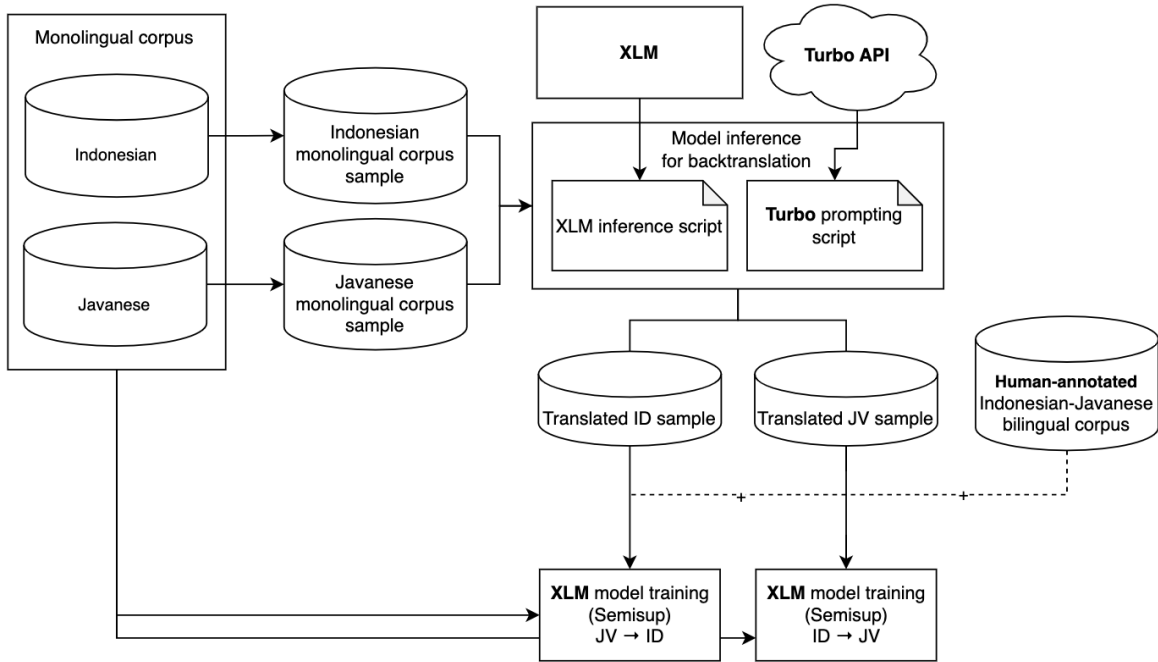 Monolingual corpus
Indonesian
Javanese
Indonesian
monolingual corpus
sample
Javanese
monolingual corpus
sample
XLM
Turbo API
Model inference
for backtranslation
XLM inference script
Turbo prompting
script
Translated ID sample
Translated JV sample
Human-annotated
Indonesian-Javanese
bilingual corpus
+
+
XLM model training
(Semisup)
JV → ID
XLM model training
(Semisup)
ID → JV